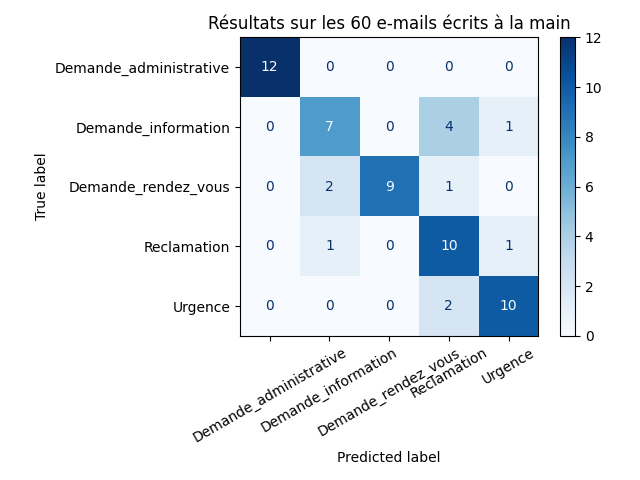 Résultats sur les 60 e-mails écrits à la main
Demande_administrative 12 0 0 0 0
Demande_information 0 7 0 4 1
Demande_rendez_vous 0 2 9 1 0
Reclamation 0 1 0 10 1
Urgence 0 0 0 2 10
True label
Demande_administrative
Demande_information
Demande_rendez_vous
Reclamation
Urgence
Predicted label
12
10
8
6
4
2
0